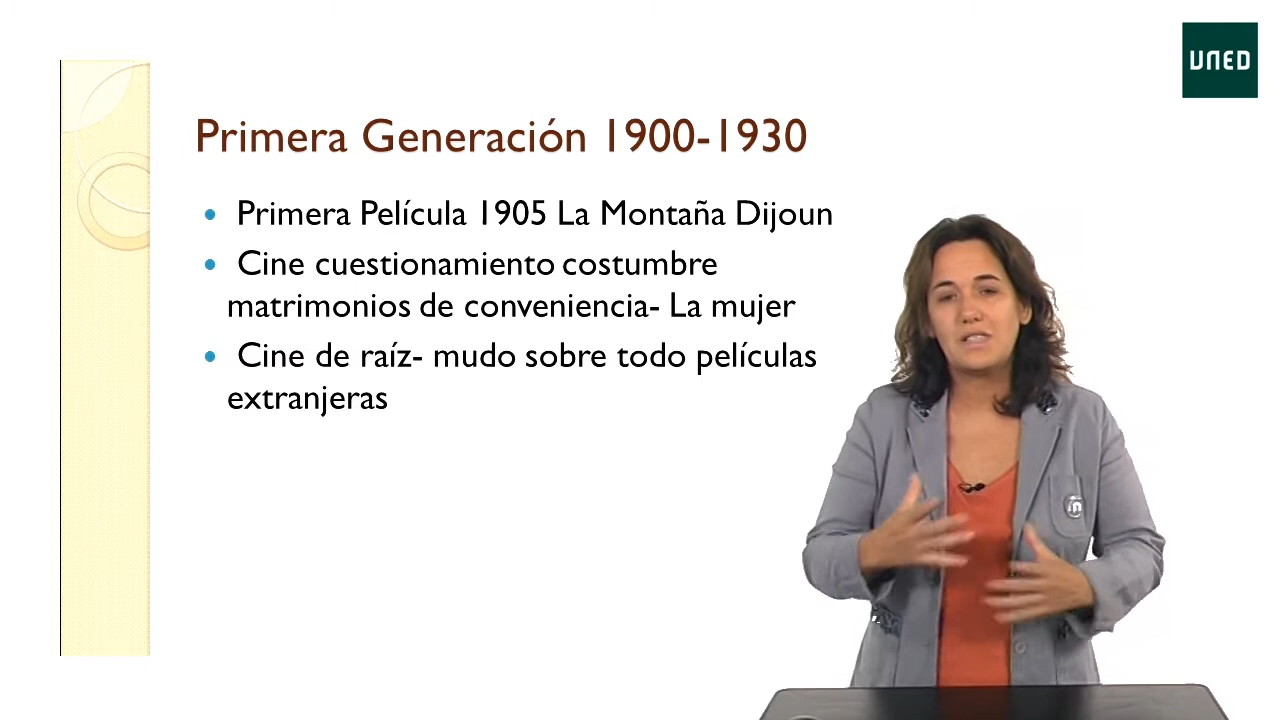 UNED
Primera Generación 1900-1930
Primera Película 1905 La Montaña Dijoun
Cine cuestionamiento costumbre
matrimonios de conveniencia- La mujer
Cine de raíz- mudo sobre todo películas
extranjeras